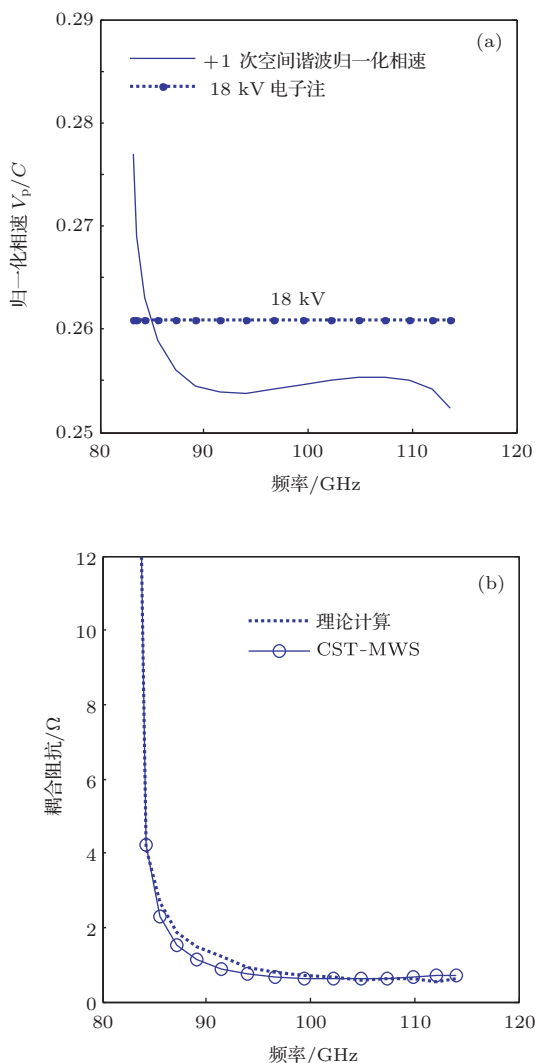 0.29
(a)
+1 次空间谐波归一化相速
18 kV 电子注
0.28
0.27
归一化相速 Vp/C
18 kV
0.26
0.25
80
90
100
110
120
频率/GHz
12
(b)
理论计算
CST-MWS
10
8
耦合阻抗/Ω
6
4
2
0
80
90
100
110
120
频率/GHz